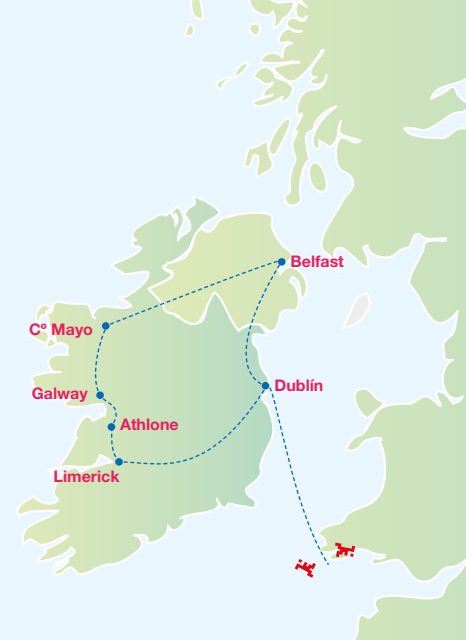 Belfast
Cº Mayo
Dublín
Galway
Athlone
Limerick